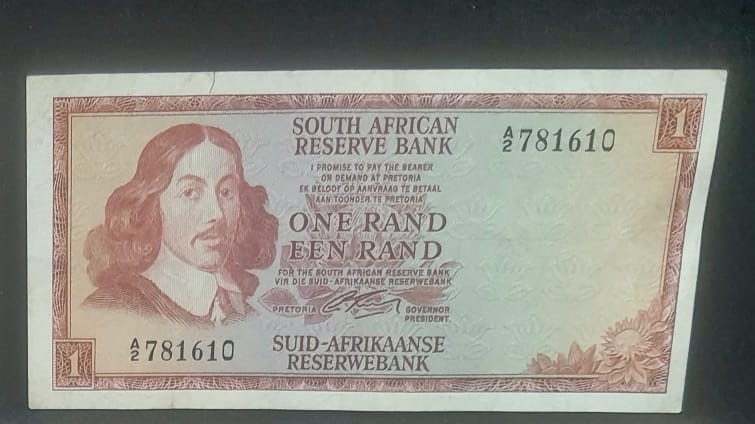 SOUTH AFRICAN
RESERVE BANK
A/2 781610
1
I PROMISE TO PAY THE BEARER
ON DEMAND AT PRETORIA
EK BELOOF OP AANVRAAG TE BETAAL
AAN TOONDER TE PRETORIA
ONE RAND
EEN RAND
FOR THE SOUTH AFRICAN RESERVE BANK
VIR DIE SUID-AFRIKAANSE RESERWEBANK
PRETORIA
GOVERNOR
PRESIDENT.
1
A/2 781610
SUID-AFRIKAANSE
RESERWEBANK